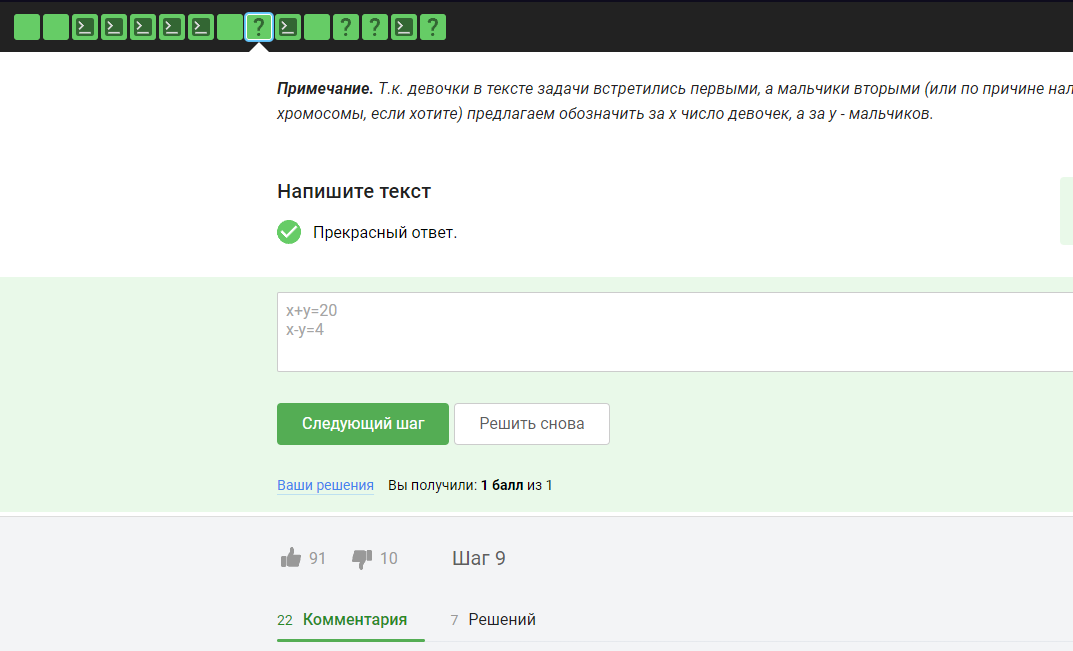 Примечание. Т.к. девочки в тексте задачи встретились первыми, а мальчики вторыми (или по причине
хромосомы, если хотите) предлагаем обозначить за x число девочек, а за y - мальчиков.
Напишите текст
Прекрасный ответ.
x+y=20
x-y=4
Следующий шаг Решить снова
Ваши решения Вы получили: 1 балл из 1
91 10 Шаг 9
22 Комментария 7 Решений